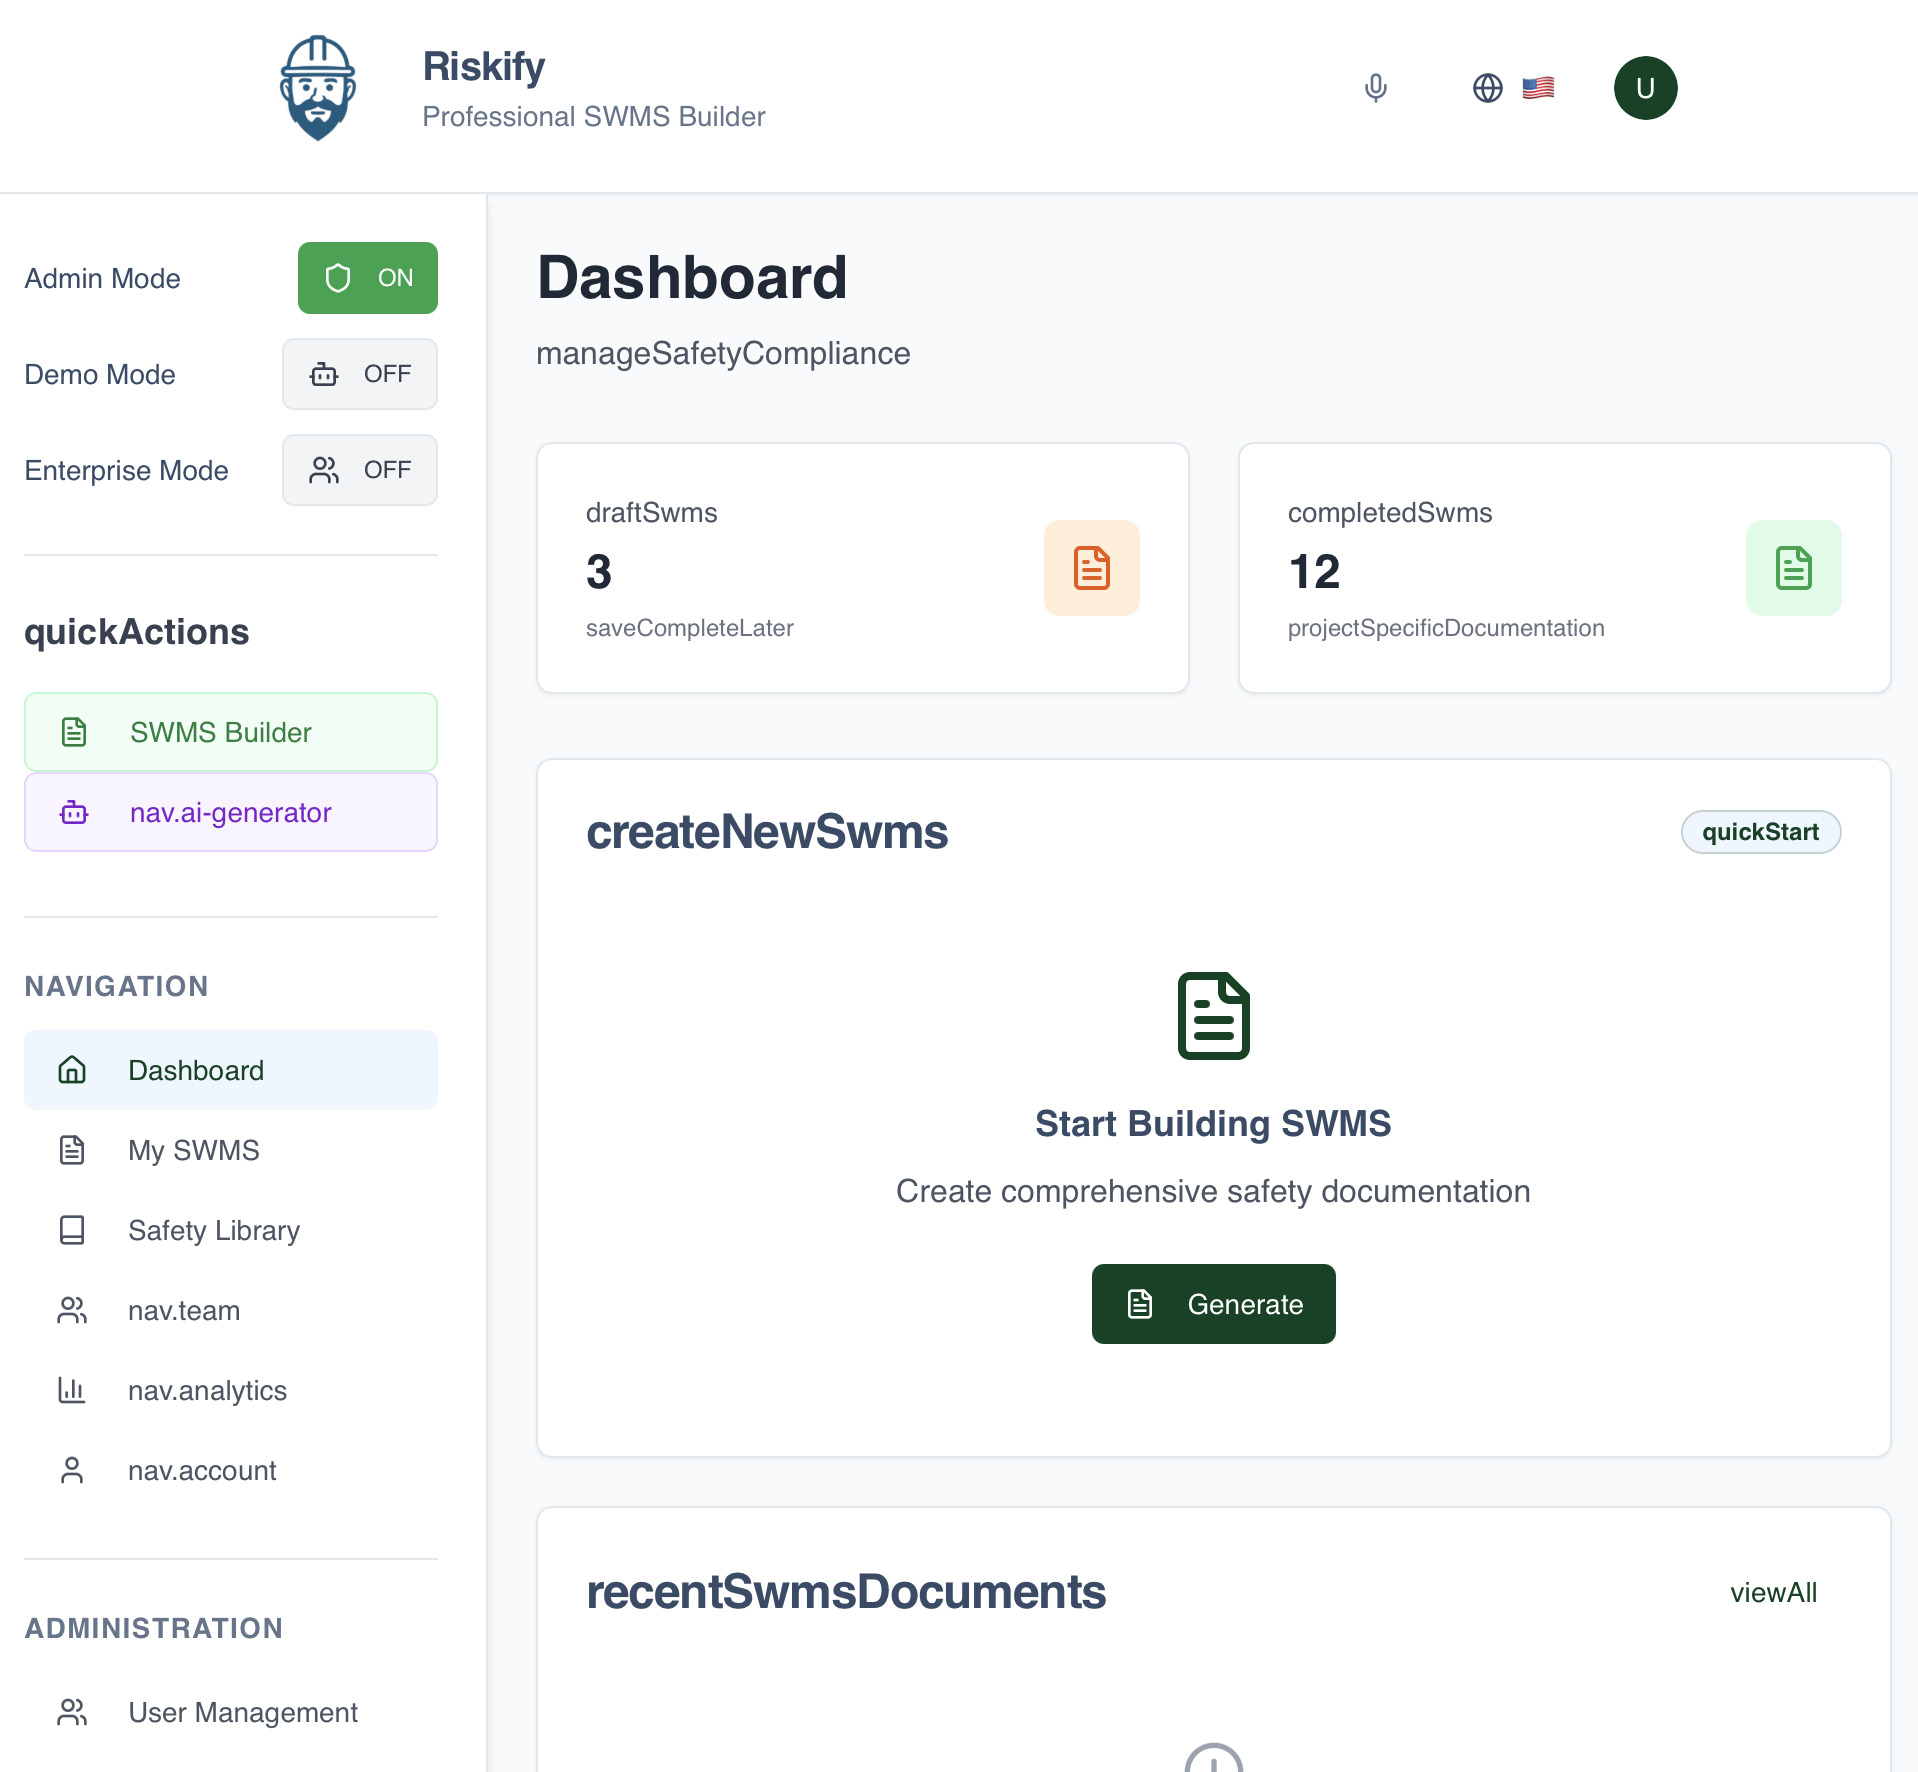 Riskify
Professional SWMS Builder
U
Admin Mode
ON
Demo Mode
OFF
Enterprise Mode
OFF
quickActions
SWMS Builder
nav.ai-generator
NAVIGATION
Dashboard
My SWMS
Safety Library
nav.team
nav.analytics
nav.account
ADMINISTRATION
User Management
Dashboard
manageSafetyCompliance
draftSwms
3
saveCompleteLater
completedSwms
12
projectSpecificDocumentation
createNewSwms
quickStart
Start Building SWMS
Create comprehensive safety documentation
Generate
recentSwmsDocuments
viewAll